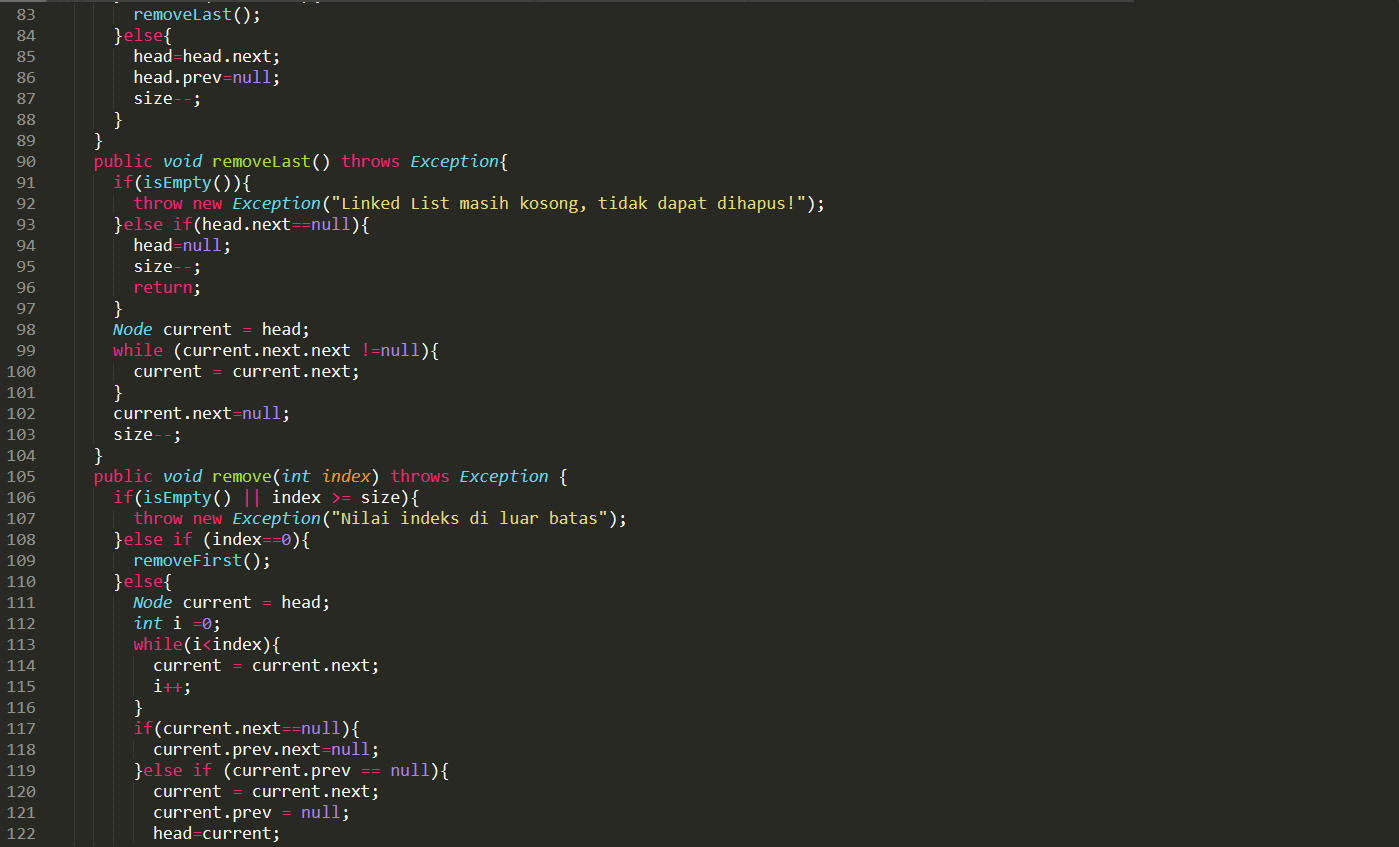 83 removeLast();
84 }else{
85 head=head.next;
86 head.prev=null;
87 size--;
88 }
89 }
90 public void removeLast() throws Exception{
91 if(isEmpty()){
92 throw new Exception("Linked List masih kosong, tidak dapat dihapus!");
93 }else if(head.next==null){
94 head=null;
95 size--;
96 return;
97 }
98 Node current = head;
99 while (current.next.next !=null){
100 current = current.next;
101 }
102 current.next=null;
103 size--;
104 }
105 public void remove(int index) throws Exception {
106 if(isEmpty() || index >= size){
107 throw new Exception("Nilai indeks di luar batas");
108 }else if (index==0){
109 removeFirst();
110 }else{
111 Node current = head;
112 int i =0;
113 while(i<index){
114 current = current.next;
115 i++;
116 }
117 if(current.next==null){
118 current.prev.next=null;
119 }else if (current.prev == null){
120 current = current.next;
121 current.prev = null;
122 head=current;